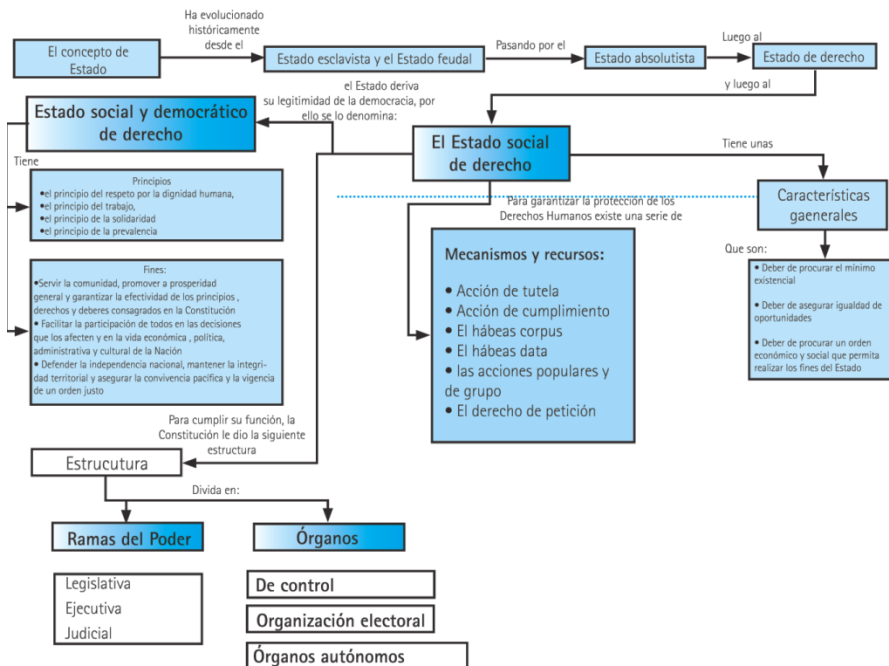 Ha evolucionado
históricamente
desde el
El concepto de
Estado
Estado esclavista y el Estado feudal
Pasando por el
Estado absolutista
Luego al
Estado de derecho
y luego al
el Estado deriva
su legitimidad de la democracia, por
ello se lo denomina:
Estado social y democrático
de derecho
El Estado social
de derecho
Tiene unas
Características
gaenerales
Que son:
• Deber de procurar el mínimo
existencial
• Deber de asegurar igualdad de
oportunidades
• Deber de procurar un orden
económico y social que permita
realizar los fines del Estado
Tiene
Principios
•el principio del respeto por la dignidad humana,
•el principio del trabajo,
•el principio de la solidaridad
•el principio de la prevalencia
Fines:
•Servir la comunidad, promover a prosperidad
general y garantizar la efectividad de los principios ,
derechos y deberes consagrados en la Constitución
• Facilitar la participación de todos en las decisiones
que los afecten y en la vida económica , política,
administrativa y cultural de la Nación
• Defender la independencia nacional, mantener la integri-
dad territorial y asegurar la convivencia pacífica y la vigencia
de un orden justo
Para garantizar la protección de los
Derechos Humanos existe una serie de
Mecanismos y recursos:
• Acción de tutela
• Acción de cumplimiento
• El hábeas corpus
• El hábeas data
• las acciones populares y
de grupo
• El derecho de petición
Para cumplir su función, la
Constitución le dio la siguiente
estructura
Estrucutura
Divida en:
Ramas del Poder
Legislativa
Ejecutiva
Judicial
Órganos
De control
Organización electoral
Órganos autónomos